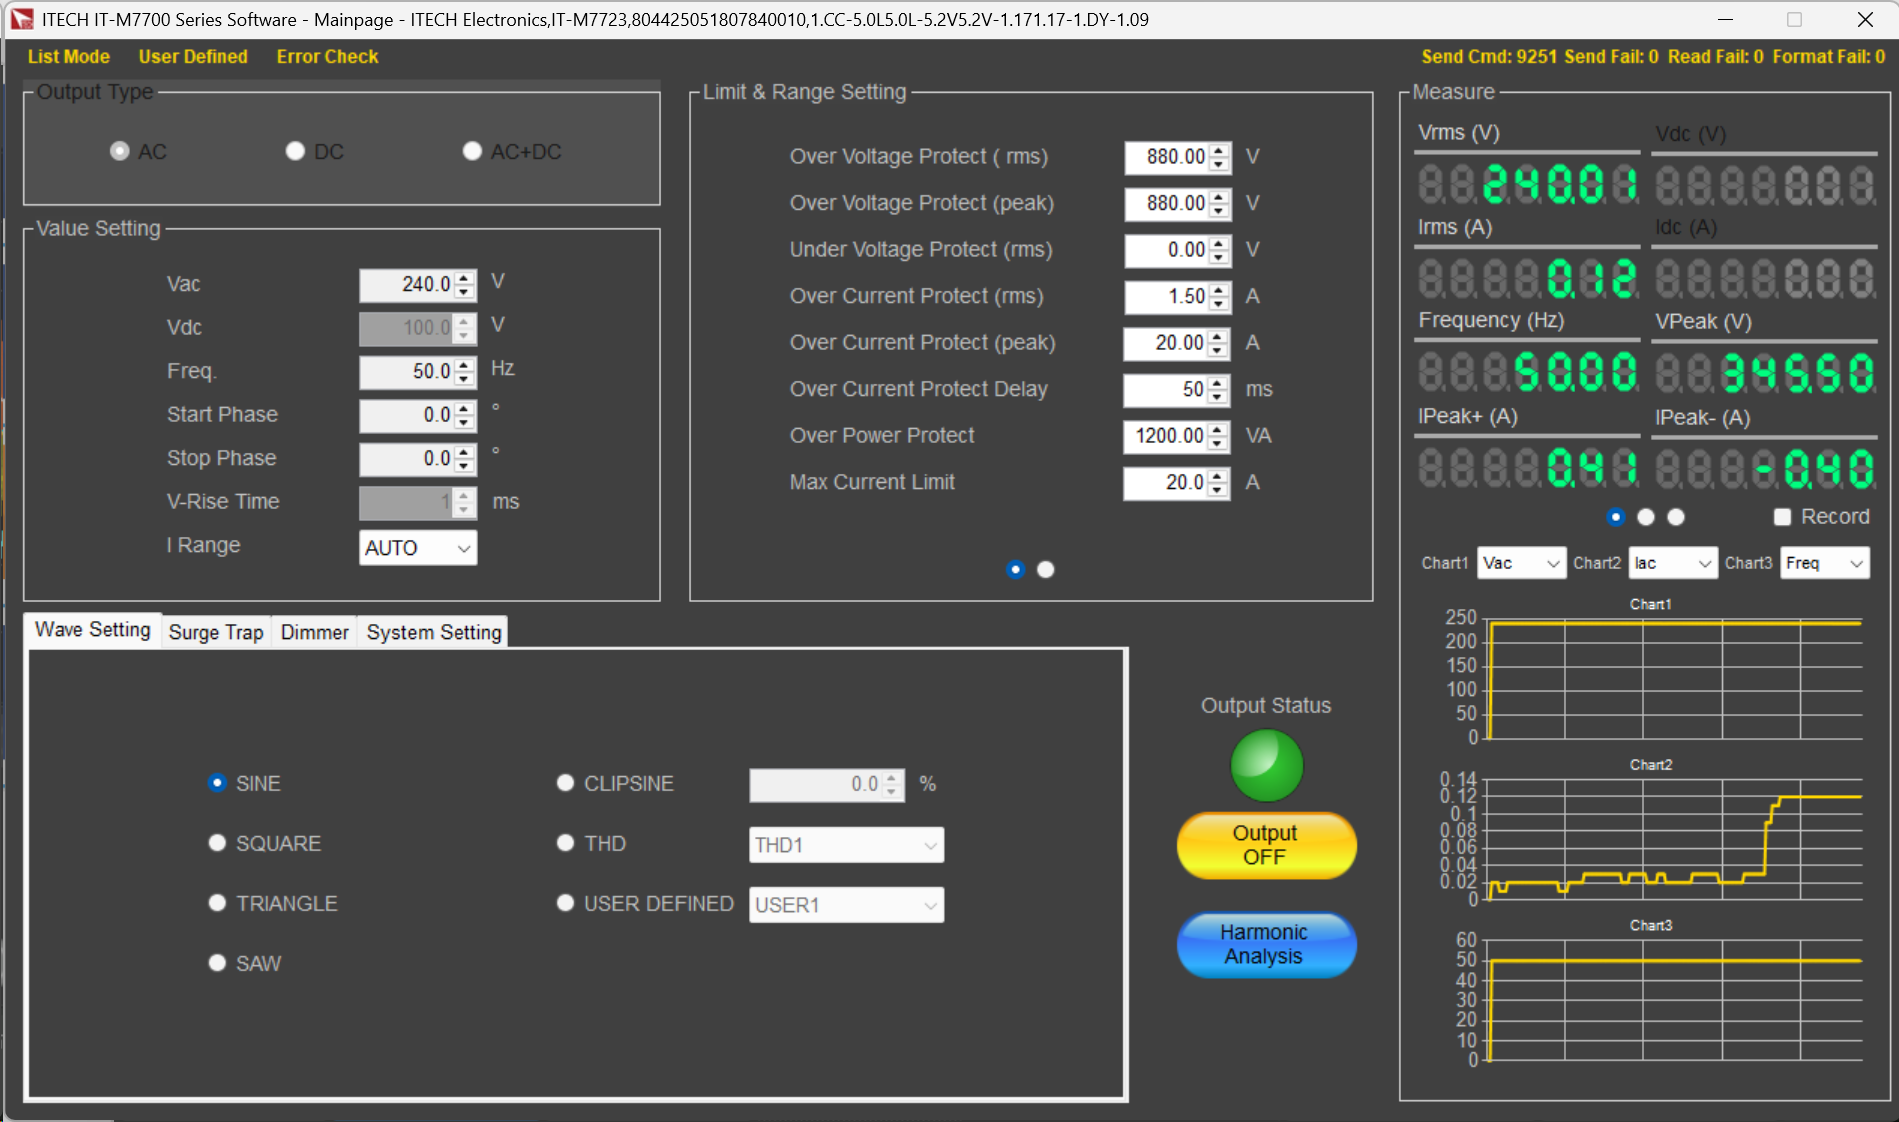 ITECH IT-M7700 Series Software - Mainpage - ITECH Electronics,IT-M7723,804425051807840010,1.CC-5.0L5.0L-5.2V5.2V-1.171.17-1.DY-1.09
List Mode User Defined Error Check
Send Cmd: 9251 Send Fail: 0 Read Fail: 0 Format Fail: 0
Output Type
AC DC AC+DC
Value Setting
Vac 240.0 V
Vdc 100.0 V
Freq. 50.0 Hz
Start Phase 0.0 °
Stop Phase 0.0 °
V-Rise Time 1 ms
I Range AUTO
Limit & Range Setting
Over Voltage Protect ( rms) 880.00 V
Over Voltage Protect (peak) 880.00 V
Under Voltage Protect (rms) 0.00 V
Over Current Protect (rms) 1.50 A
Over Current Protect (peak) 20.00 A
Over Current Protect Delay 50 ms
Over Power Protect 1200.00 VA
Max Current Limit 20.0 A
Wave Setting Surge Trap Dimmer System Setting
SINE CLIPSINE 0.0 %
SQUARE THD THD1
TRIANGLE USER DEFINED USER1
SAW
Output Status
Output
OFF
Harmonic
Analysis
Measure
Vrms (V) Vdc (V)
240.01
Irms (A) Idc (A)
0.12
Frequency (Hz) VPeak (V)
50.00 345.50
IPeak+ (A) IPeak- (A)
0.41 -0.40
Record
Chart1 Vac Chart2 Iac Chart3 Freq
Chart1
250
200
150
100
50
0
Chart2
0.14
0.12
0.1
0.08
0.06
0.04
0.02
0
Chart3
60
50
40
30
20
10
0